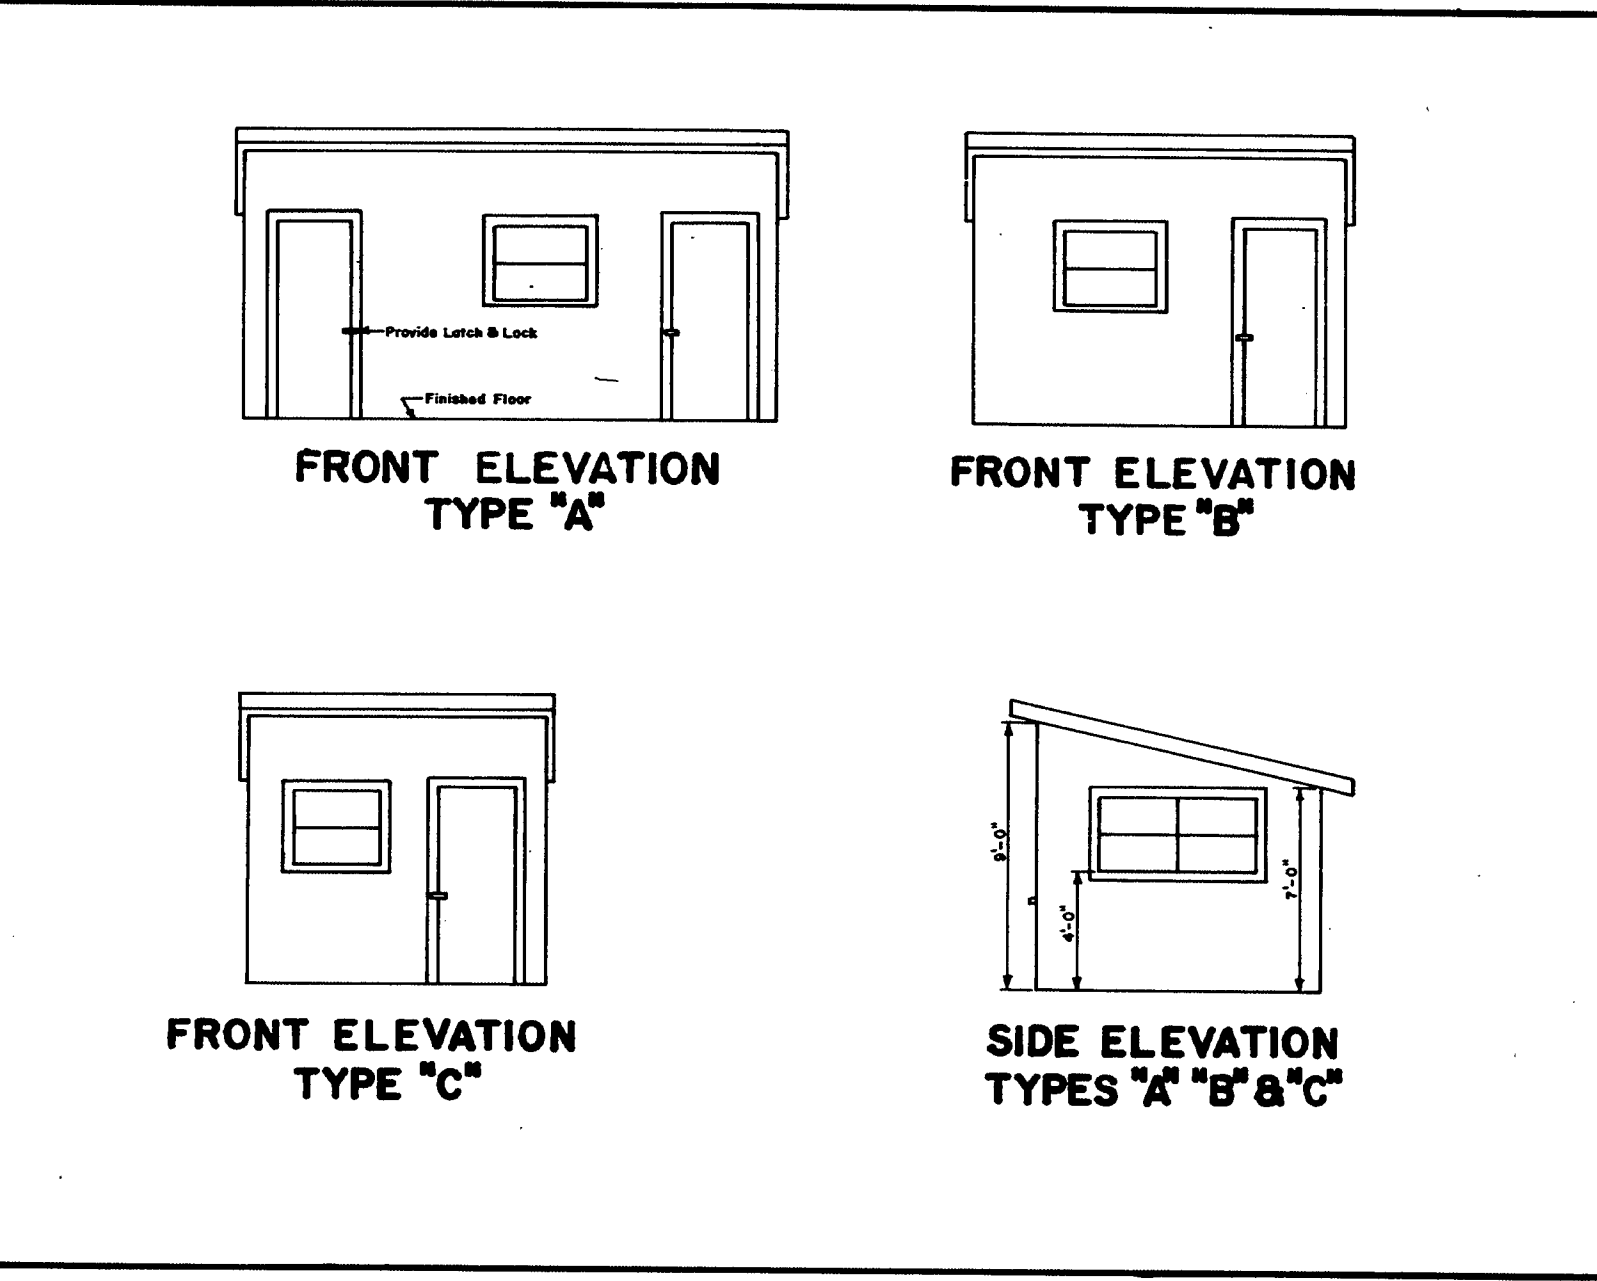 Provide Latch & Lock
Finished Floor
FRONT ELEVATION
TYPE "A"
FRONT ELEVATION
TYPE "B"
FRONT ELEVATION
TYPE "C"
9'-0"
4'-0"
7'-0"
SIDE ELEVATION
TYPES "A" "B" & "C"